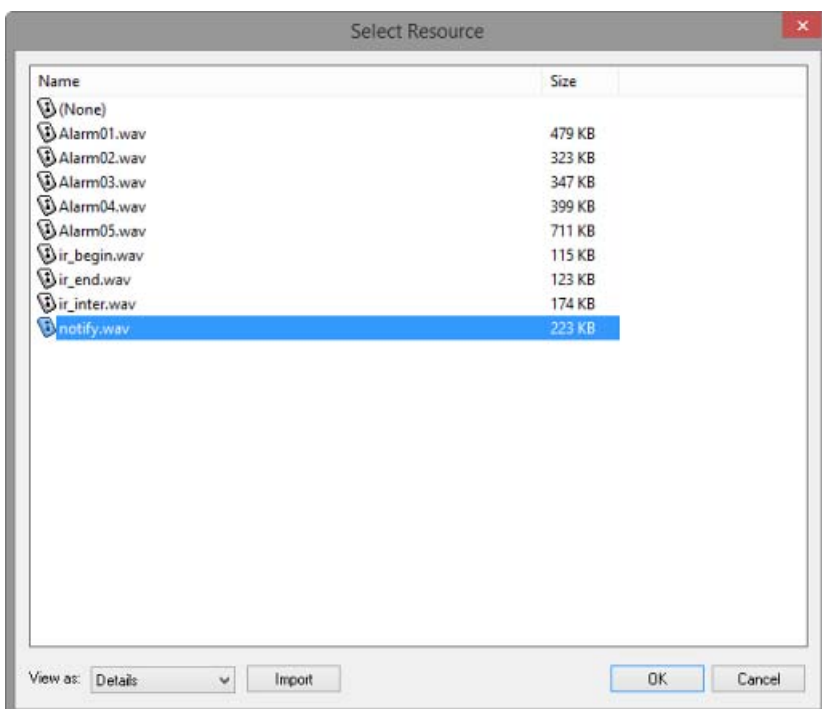 Select Resource
Name Size
(None)
Alarm01.wav 479 KB
Alarm02.wav 323 KB
Alarm03.wav 347 KB
Alarm04.wav 399 KB
Alarm05.wav 711 KB
ir_begin.wav 115 KB
ir_end.wav 123 KB
ir_inter.wav 174 KB
notify.wav 223 KB
View as: Details Import OK Cancel